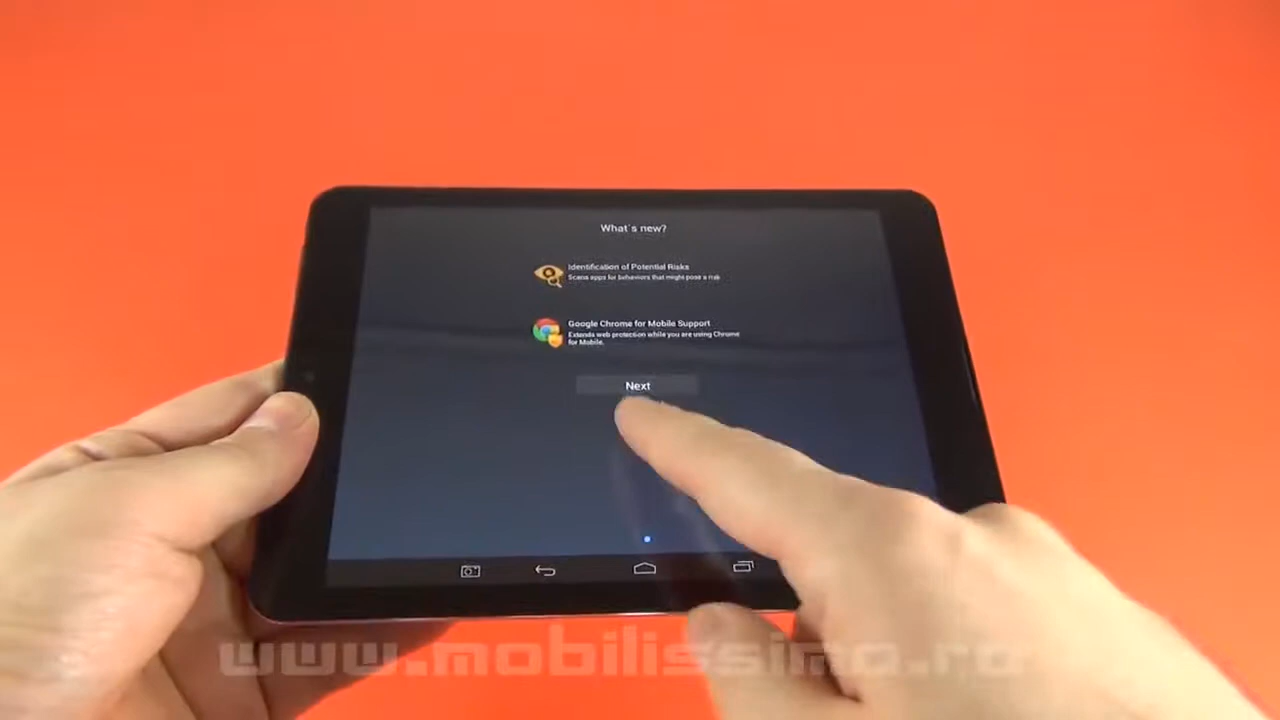 What's new?
Identification of Potential Risks
Scans apps for behaviors that might pose a risk
Google Chrome for Mobile Support
Extends web protection while you are using Chrome
for Mobile.
Next
www.mobilissimo.ro